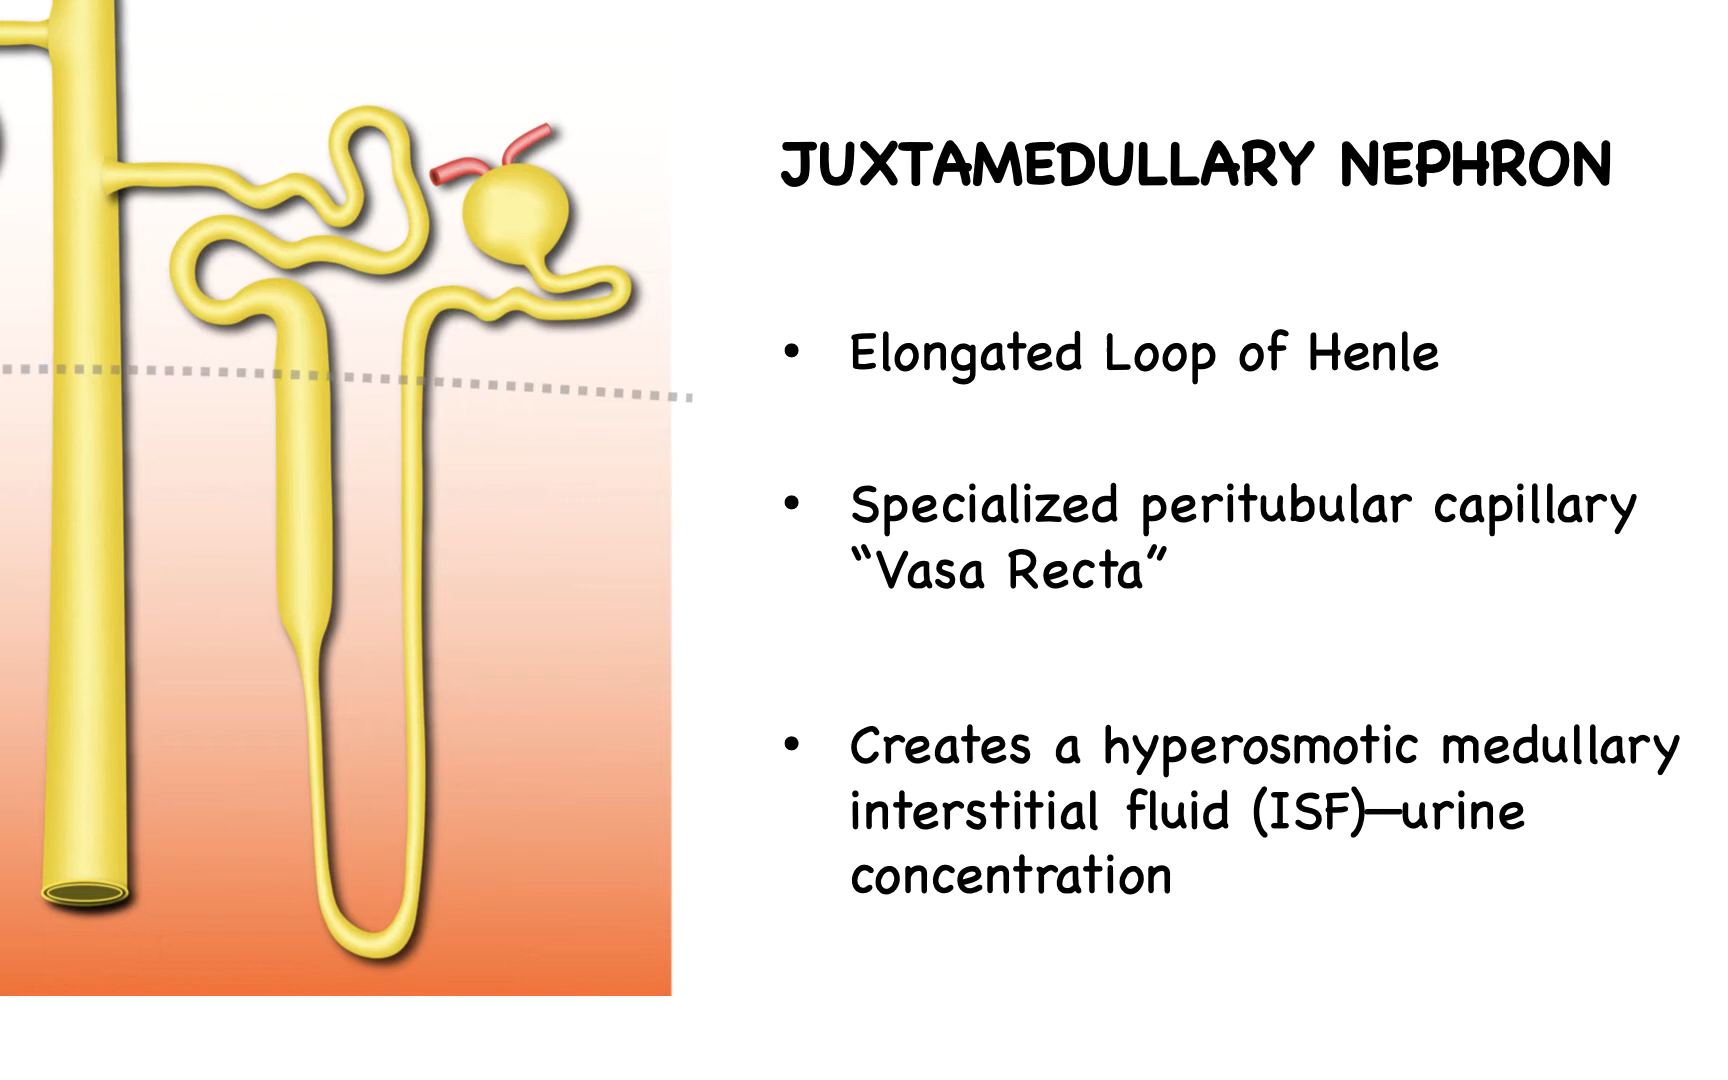 JUXTAMEDULLARY NEPHRON
• Elongated Loop of Henle
• Specialized peritubular capillary
“Vasa Recta”
• Creates a hyperosmotic medullary
interstitial fluid (ISF)—urine
concentration